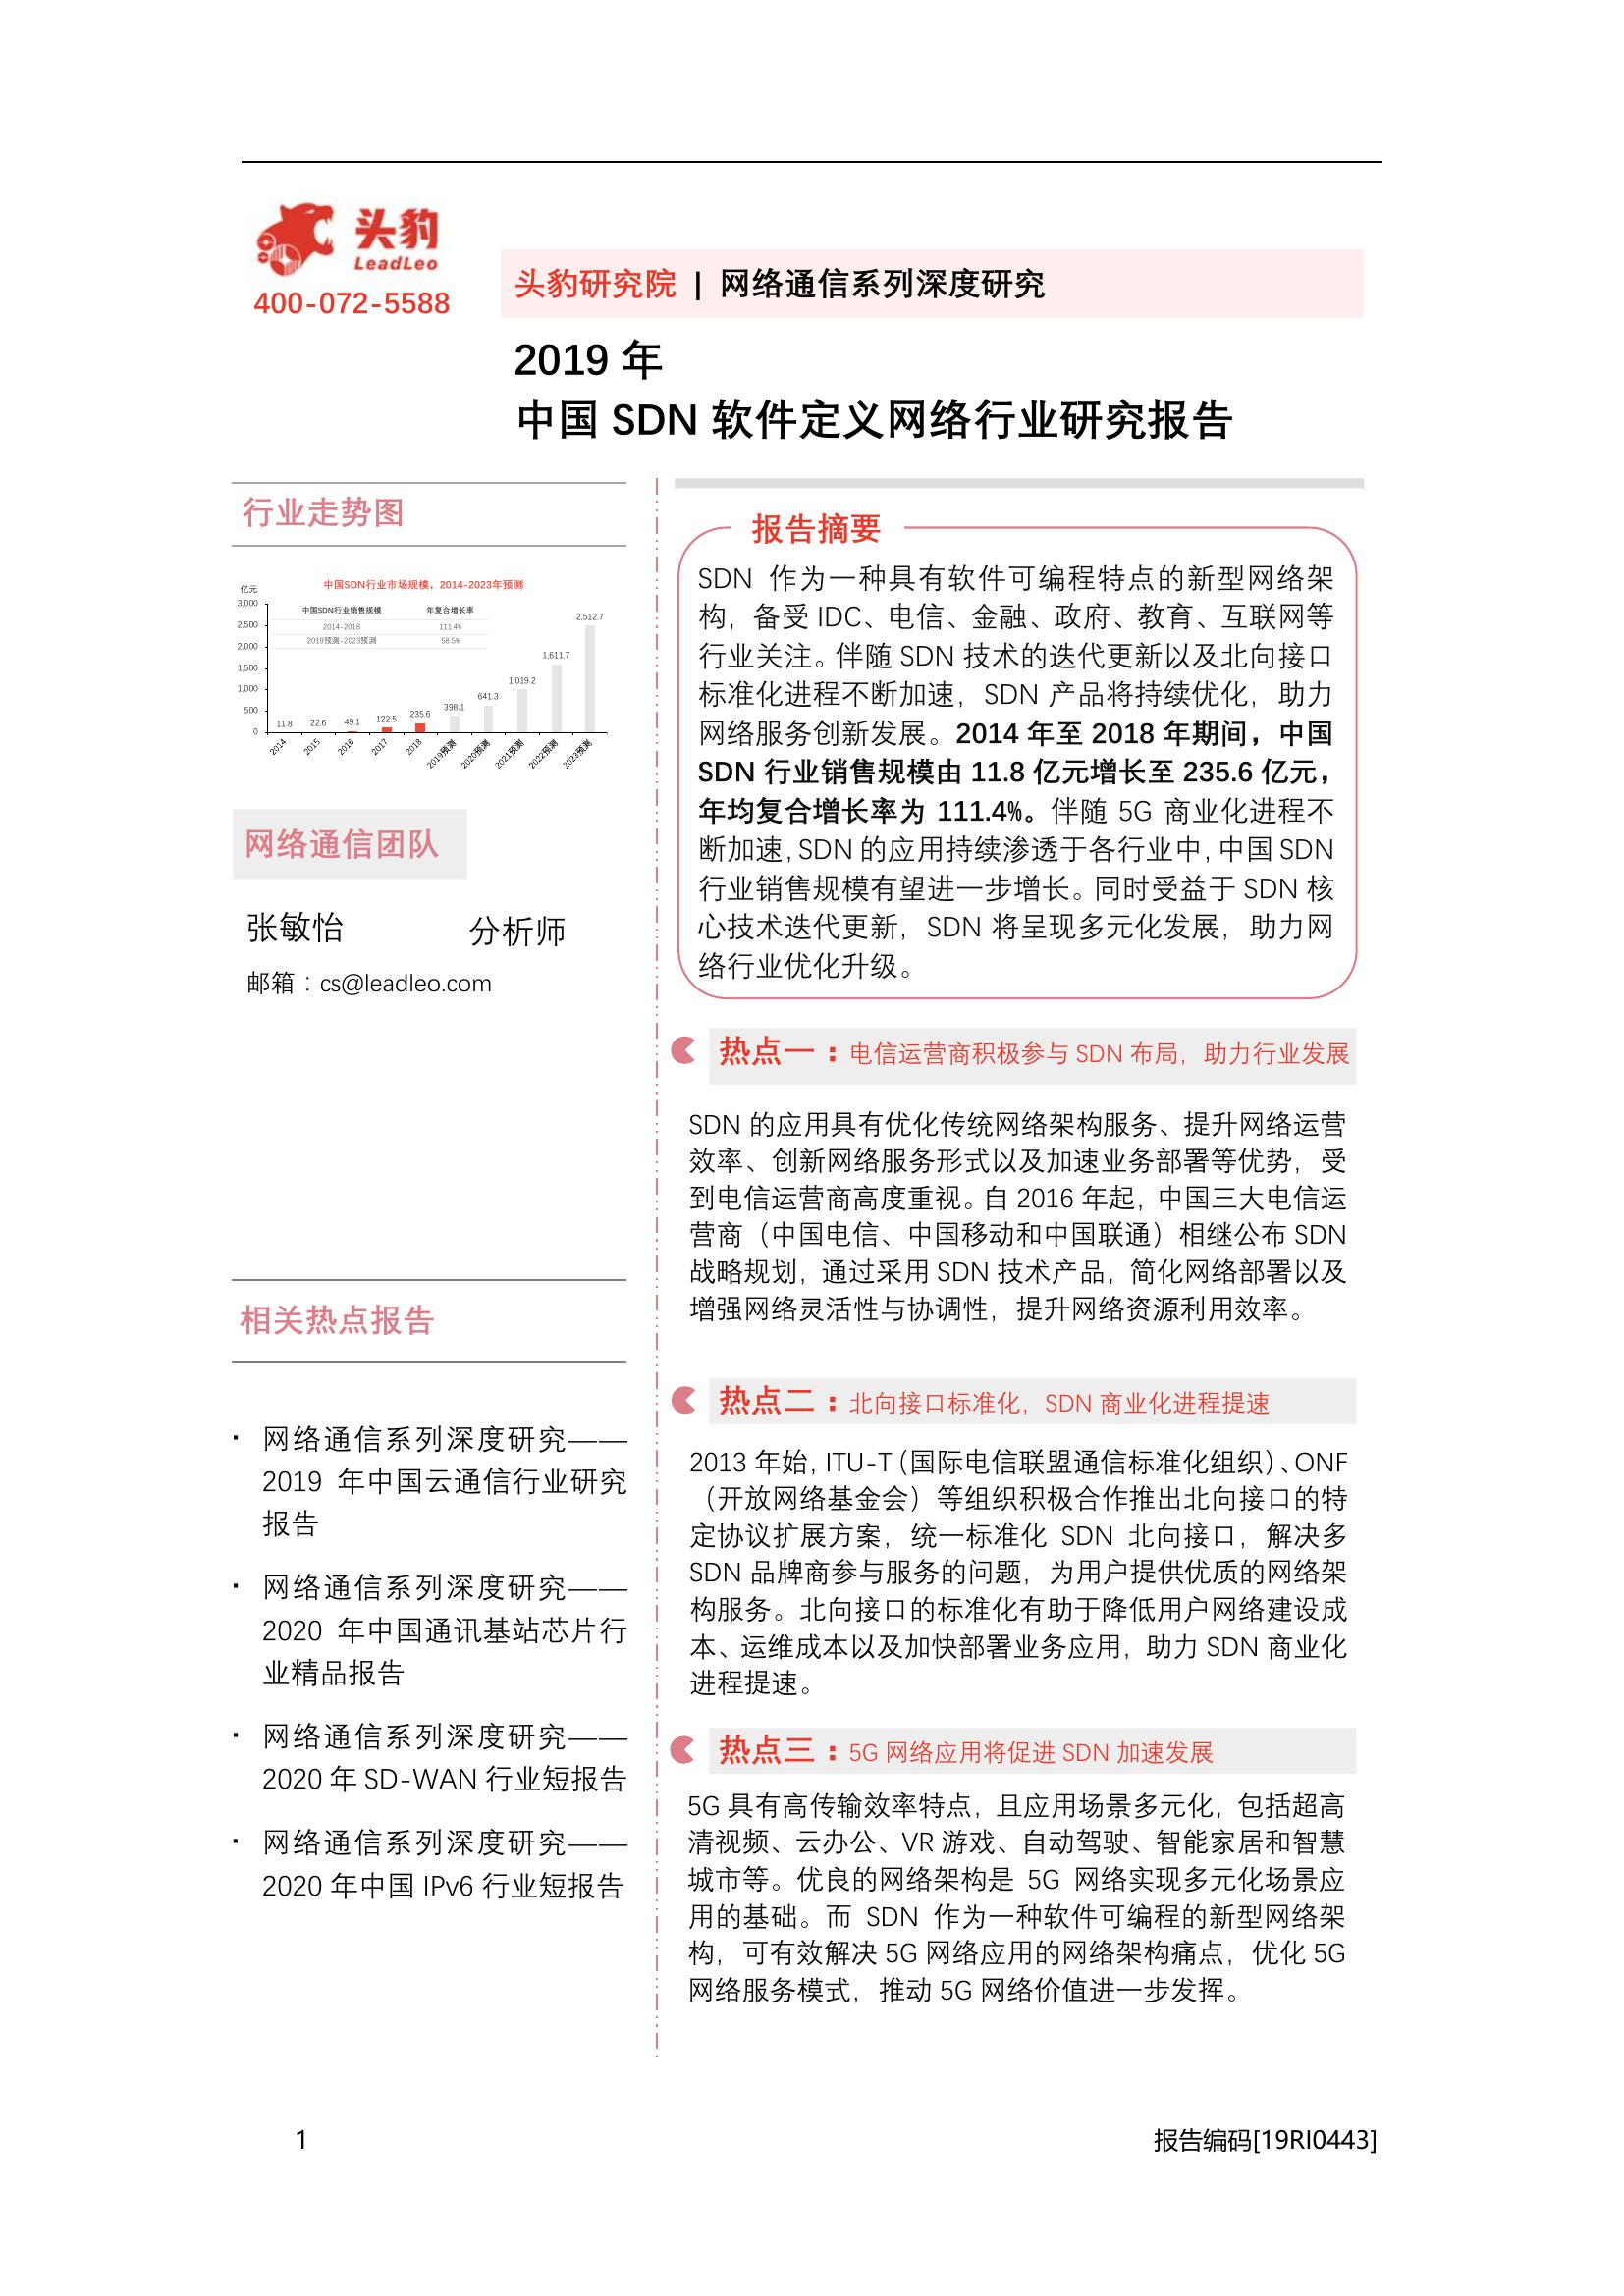 头豹
LeadLeo
400-072-5588
头豹研究院 | 网络通信系列深度研究
2019 年
中国 SDN 软件定义网络行业研究报告
行业走势图
亿元
中国SDN行业市场规模，2014-2023年预测
中国SDN行业销售规模 年复合增长率
2014-2018 111.4%
2019预测-2023预测 58.5%
3,000
2,500
2,000
1,500
1,000
500
0
11.8 22.6 49.1 122.5 235.6 398.1 641.3 1,019.2 1,611.7 2,512.7
2014 2015 2016 2017 2018 2019预测 2020预测 2021预测 2022预测 2023预测
网络通信团队
张敏怡 分析师
邮箱：cs@leadleo.com
相关热点报告
· 网络通信系列深度研究——
2019 年中国云通信行业研究
报告
· 网络通信系列深度研究——
2020 年中国通讯基站芯片行
业精品报告
· 网络通信系列深度研究——
2020 年 SD-WAN 行业短报告
· 网络通信系列深度研究——
2020 年中国 IPv6 行业短报告
报告摘要
SDN 作为一种具有软件可编程特点的新型网络架
构，备受 IDC、电信、金融、政府、教育、互联网等
行业关注。伴随 SDN 技术的迭代更新以及北向接口
标准化进程不断加速，SDN 产品将持续优化，助力
网络服务创新发展。2014 年至 2018 年期间，中国
SDN 行业销售规模由 11.8 亿元增长至 235.6 亿元，
年均复合增长率为 111.4%。伴随 5G 商业化进程不
断加速，SDN 的应用持续渗透于各行业中，中国 SDN
行业销售规模有望进一步增长。同时受益于 SDN 核
心技术迭代更新，SDN 将呈现多元化发展，助力网
络行业优化升级。
热点一：电信运营商积极参与 SDN 布局，助力行业发展
SDN 的应用具有优化传统网络架构服务、提升网络运营
效率、创新网络服务形式以及加速业务部署等优势，受
到电信运营商高度重视。自 2016 年起，中国三大电信运
营商（中国电信、中国移动和中国联通）相继公布 SDN
战略规划，通过采用 SDN 技术产品，简化网络部署以及
增强网络灵活性与协调性，提升网络资源利用效率。
热点二：北向接口标准化，SDN 商业化进程提速
2013 年始，ITU-T（国际电信联盟通信标准化组织）、ONF
（开放网络基金会）等组织积极合作推出北向接口的特
定协议扩展方案，统一标准化 SDN 北向接口，解决多
SDN 品牌商参与服务的问题，为用户提供优质的网络架
构服务。北向接口的标准化有助于降低用户网络建设成
本、运维成本以及加快部署业务应用，助力 SDN 商业化
进程提速。
热点三：5G 网络应用将促进 SDN 加速发展
5G 具有高传输效率特点，且应用场景多元化，包括超高
清视频、云办公、VR 游戏、自动驾驶、智能家居和智慧
城市等。优良的网络架构是 5G 网络实现多元化场景应
用的基础。而 SDN 作为一种软件可编程的新型网络架
构，可有效解决 5G 网络应用的网络架构痛点，优化 5G
网络服务模式，推动 5G 网络价值进一步发挥。
1 报告编码[19RI0443]